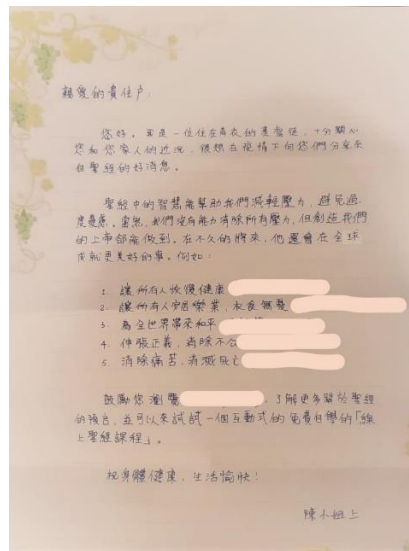 親愛的貴住戶:
您好。我是一位住在青衣的基督徒,十分關心
您和您家人的近況,很想在疫情下向您們分享來
自聖經的好消息。
聖經中的智慧能幫助我們減輕壓力,避免過
度憂慮。當然,我們沒有能力消除所有壓力,但創造我們
的上帝卻能做到。在不久的將來,他還會在全球
成就更美好的事。例如:
1. 讓所有人恢復健康
2. 讓所有人安居樂業,衣食無憂
3. 為全世界帶來和平
4. 伸張正義,消除不公
5. 消除痛苦,消滅死亡
鼓勵您瀏覽 ,了解更多關於聖經
的預言,並可以來試試一個互動式的免費自學的「線
上聖經課程」。
祝身體健康,生活愉快!
陳小姐上